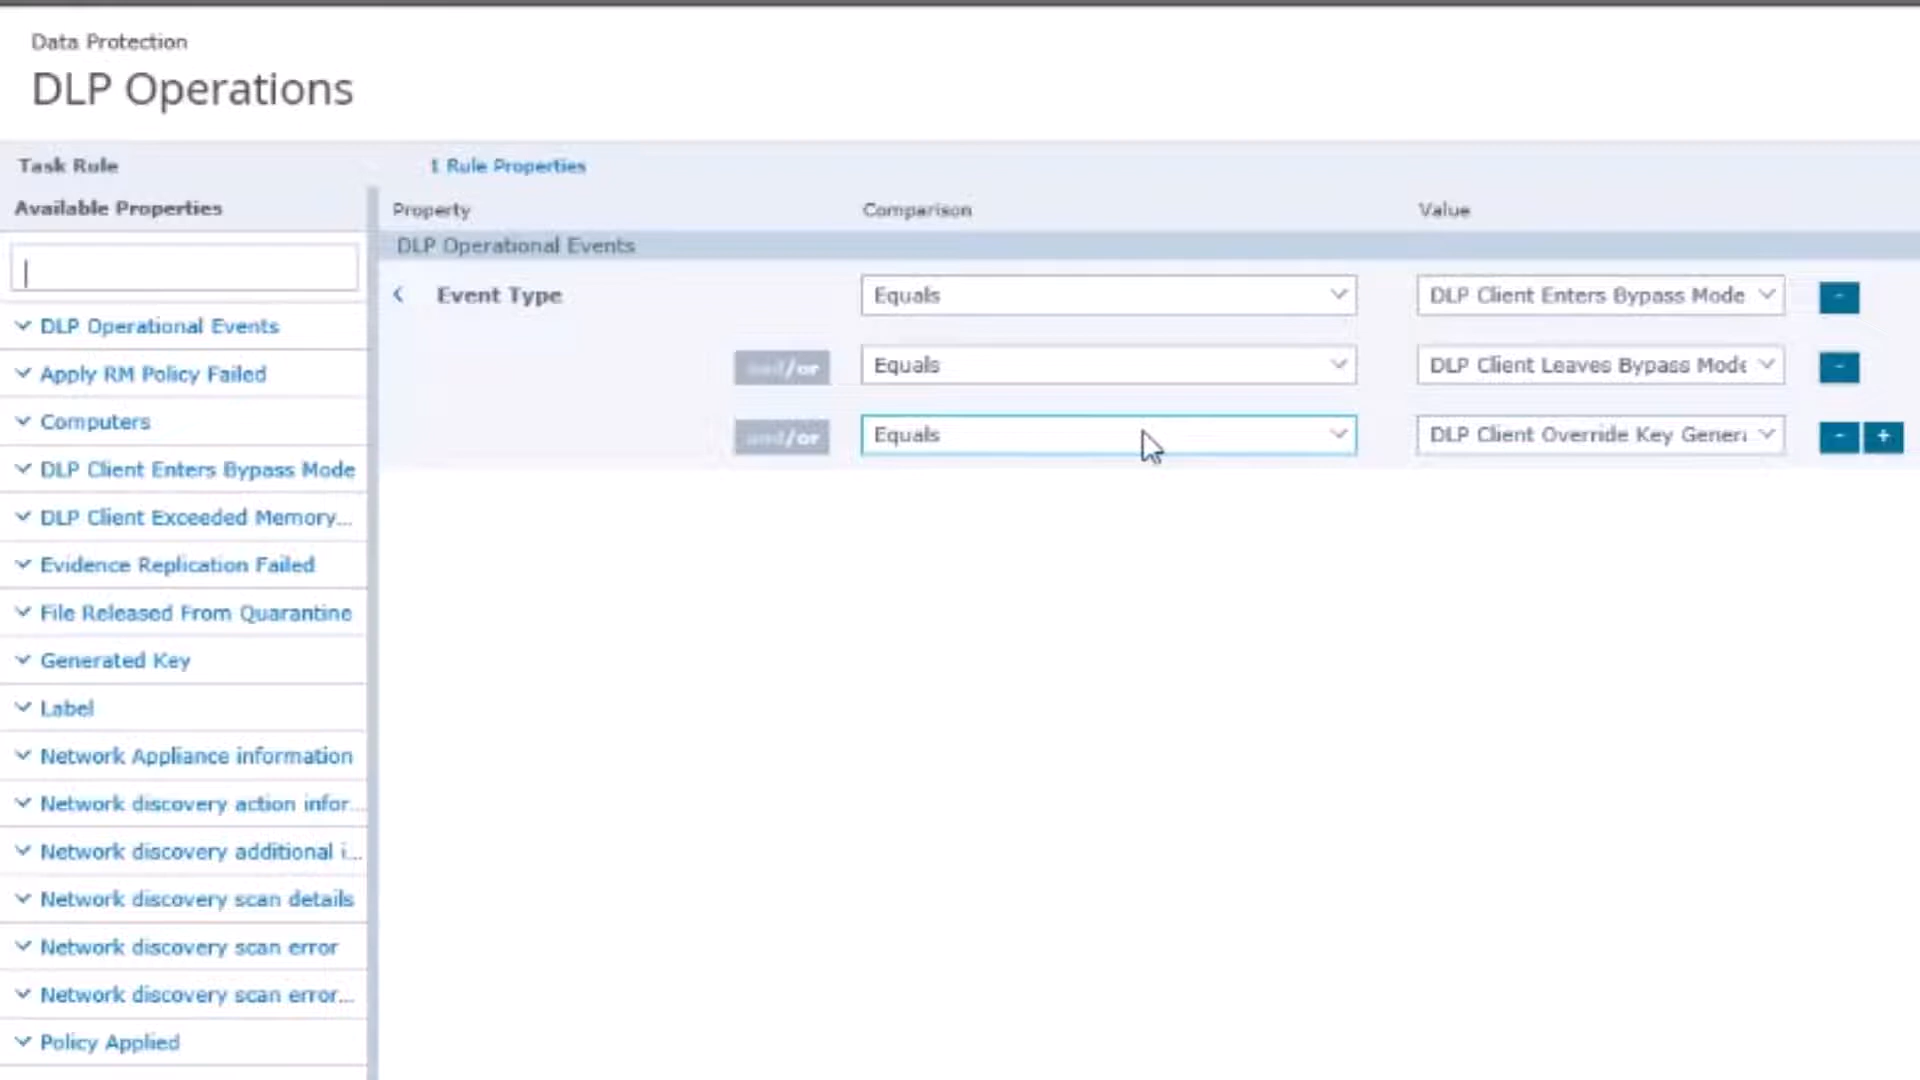 Data Protection
DLP Operations
Task Rule
1 Rule Properties
Available Properties
Property Comparison Value
DLP Operational Events
Event Type Equals DLP Client Enters Bypass Mode -
and/or Equals DLP Client Leaves Bypass Mode -
and/or Equals DLP Client Override Key Gener - +
DLP Operational Events
Apply RM Policy Failed
Computers
DLP Client Enters Bypass Mode
DLP Client Exceeded Memory...
Evidence Replication Failed
File Released From Quarantine
Generated Key
Label
Network Appliance information
Network discovery action infor...
Network discovery additional i...
Network discovery scan details
Network discovery scan error
Network discovery scan error...
Policy Applied